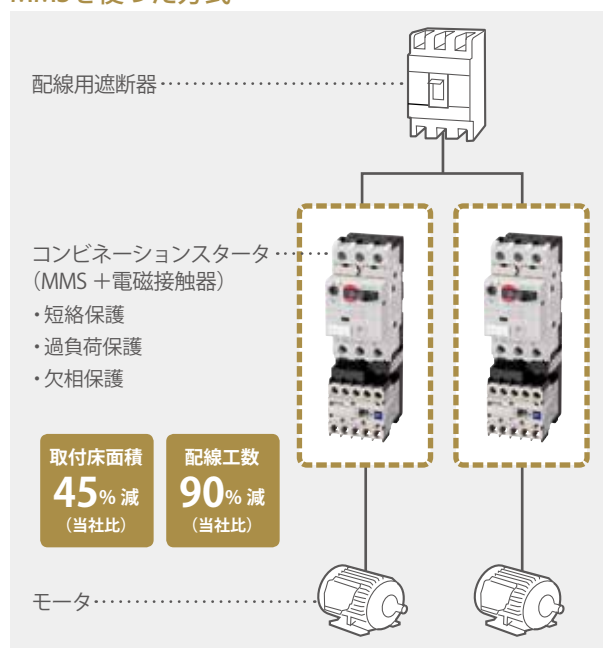 MMSを使った方式
配線用遮断器
コンビネーションスタータ
(MMS +電磁接触器)
・短絡保護
・過負荷保護
・欠相保護
取付床面積
45% 減
(当社比)
配線工数
90% 減
(当社比)
モータ